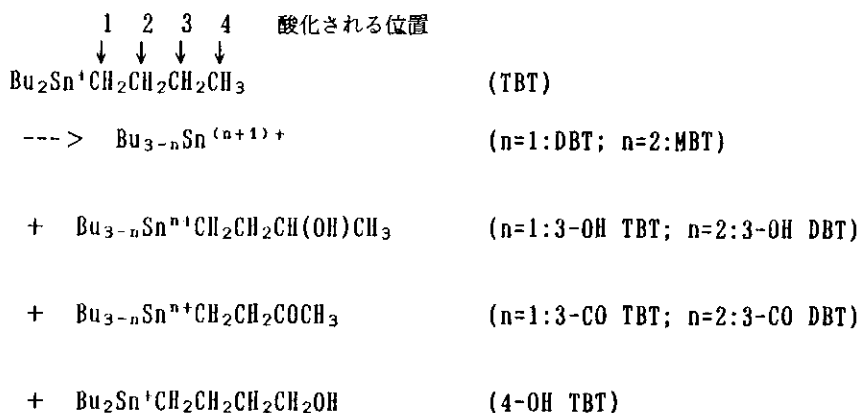 1 2 3 4 酸化される位置
↓ ↓ ↓ ↓
Bu₂Sn⁺CH₂CH₂CH₂CH₃ (TBT)
---> Bu₃₋ₙSn⁽ⁿ⁺¹⁾⁺ (n=1:DBT; n=2:MBT)
+ Bu₃₋ₙSnⁿ⁺CH₂CH₂CH(OH)CH₃ (n=1:3-OH TBT; n=2:3-OH DBT)
+ Bu₃₋ₙSnⁿ⁺CH₂CH₂COCH₃ (n=1:3-CO TBT; n=2:3-CO DBT)
+ Bu₂Sn⁺CH₂CH₂CH₂CH₂OH (4-OH TBT)